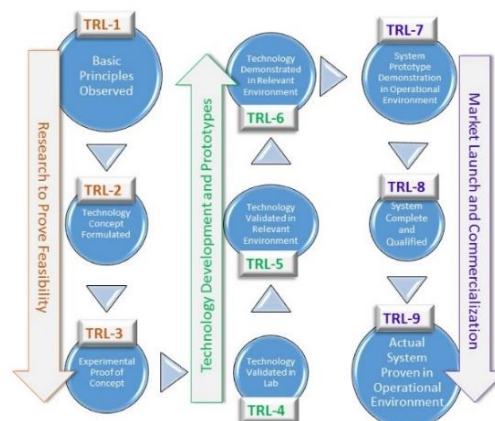 TRL-1
Basic
Principles
Observed
TRL-2
Technology
Concept
Formulated
TRL-3
Experimental
Proof of
Concept
Research to Prove Feasibility
Technology
Demonstrated
in Relevant
Environment
TRL-6
Technology
Validated in
Relevant
Environment
TRL-5
Technology
Validated in
Lab
TRL-4
Technology Development and Prototypes
TRL-7
System
Prototype
Demonstration
in Operational
Environment
TRL-8
System
Complete
and
Qualified
TRL-9
Actual
System
Proven in
Operational
Environment
Market Launch and Commercialization